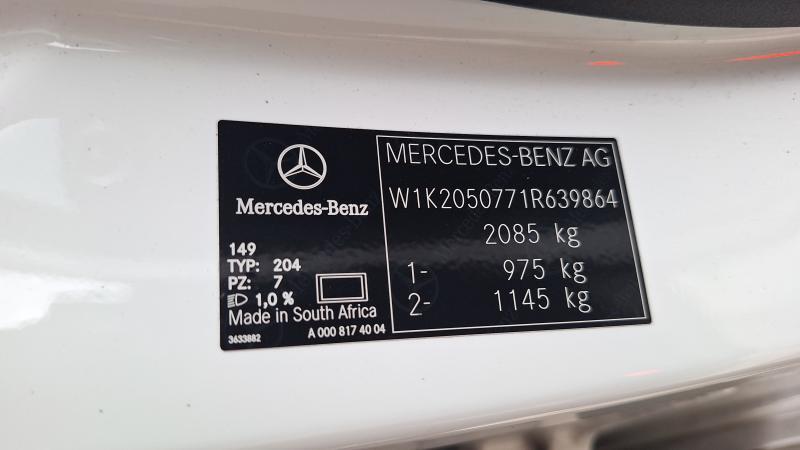 Mercedes-Benz
149
TYP: 204
PZ: 7
1,0 %
Made in South Africa
3633882
A 000 817 40 04
MERCEDES-BENZ AG
W1K2050771R639864
2085 kg
1- 975 kg
2- 1145 kg